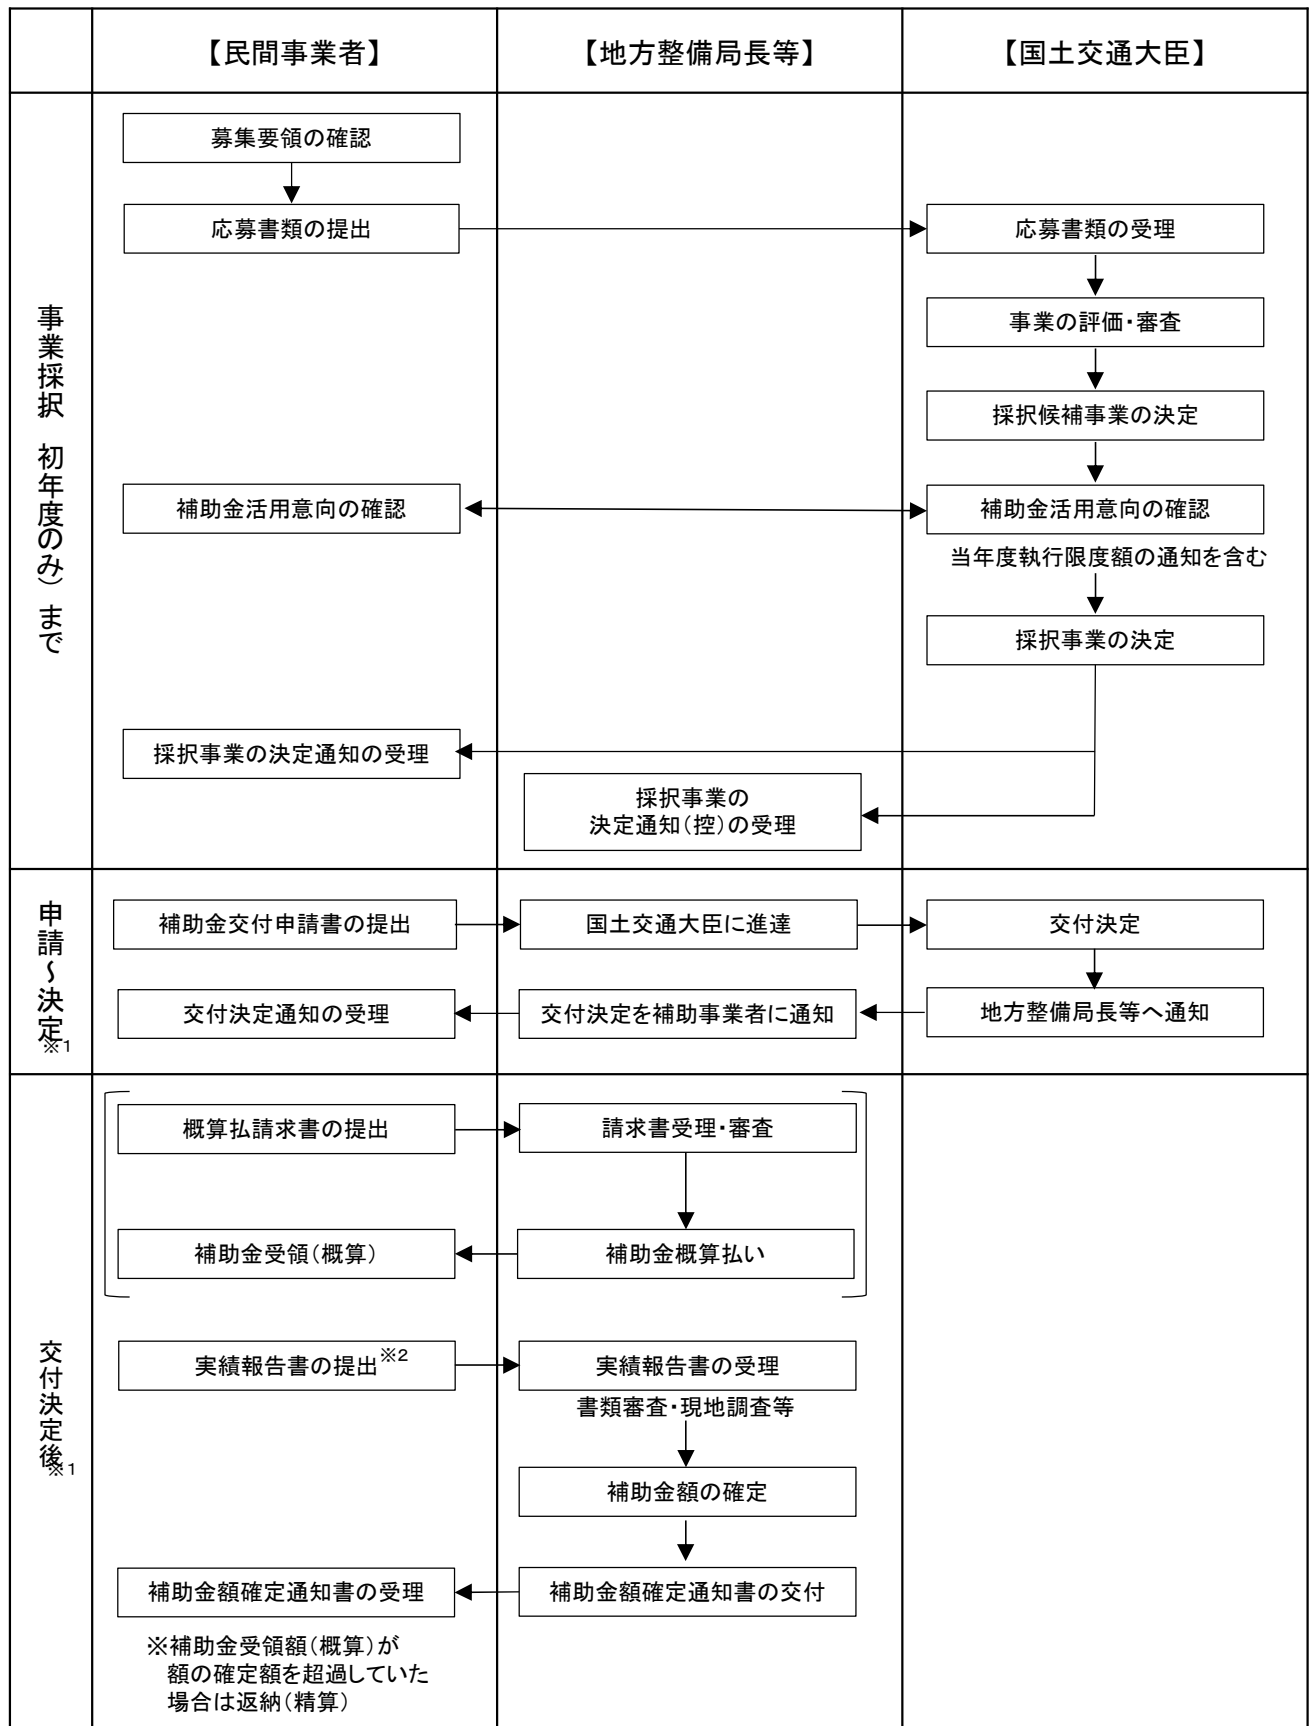 【民間事業者】
【地方整備局長等】
【国土交通大臣】
事業採択 初年度のみ）まで
募集要領の確認
応募書類の提出
応募書類の受理
事業の評価・審査
採択候補事業の決定
補助金活用意向の確認
補助金活用意向の確認
当年度執行限度額の通知を含む
採択事業の決定
採択事業の決定通知の受理
採択事業の
決定通知（控）の受理
申請～決定※1
補助金交付申請書の提出
国土交通大臣に進達
交付決定
交付決定通知の受理
交付決定を補助事業者に通知
地方整備局長等へ通知
交付決定後※1
概算払請求書の提出
請求書受理・審査
補助金受領（概算）
補助金概算払い
実績報告書の提出※2
実績報告書の受理
書類審査・現地調査等
補助金額の確定
補助金額確定通知書の受理
補助金額確定通知書の交付
※補助金受領額（概算）が
額の確定額を超過していた
場合は返納（精算）